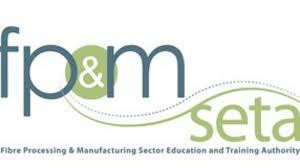 fp&m
seta
Fibre Processing & Manufacturing Sector Education and Training Authority